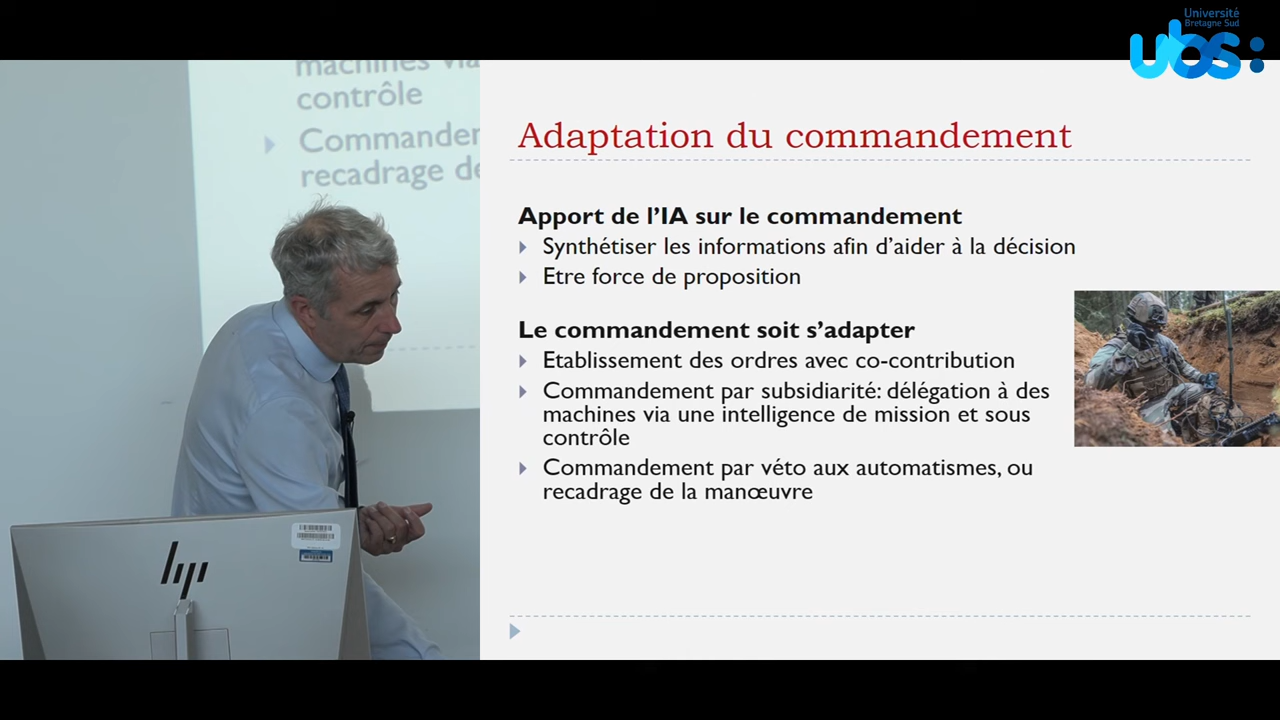 Université
Bretagne Sud
ubs:
machines via
contrôle
recadrage de
hp
Adaptation du commandement
Apport de l'IA sur le commandement
Synthétiser les informations afin d'aider à la décision
Etre force de proposition
Le commandement soit s'adapter
Etablissement des ordres avec co-contribution
Commandement par subsidiarité: délégation à des
machines via une intelligence de mission et sous
contrôle
Commandement par véto aux automatismes, ou
recadrage de la manœuvre